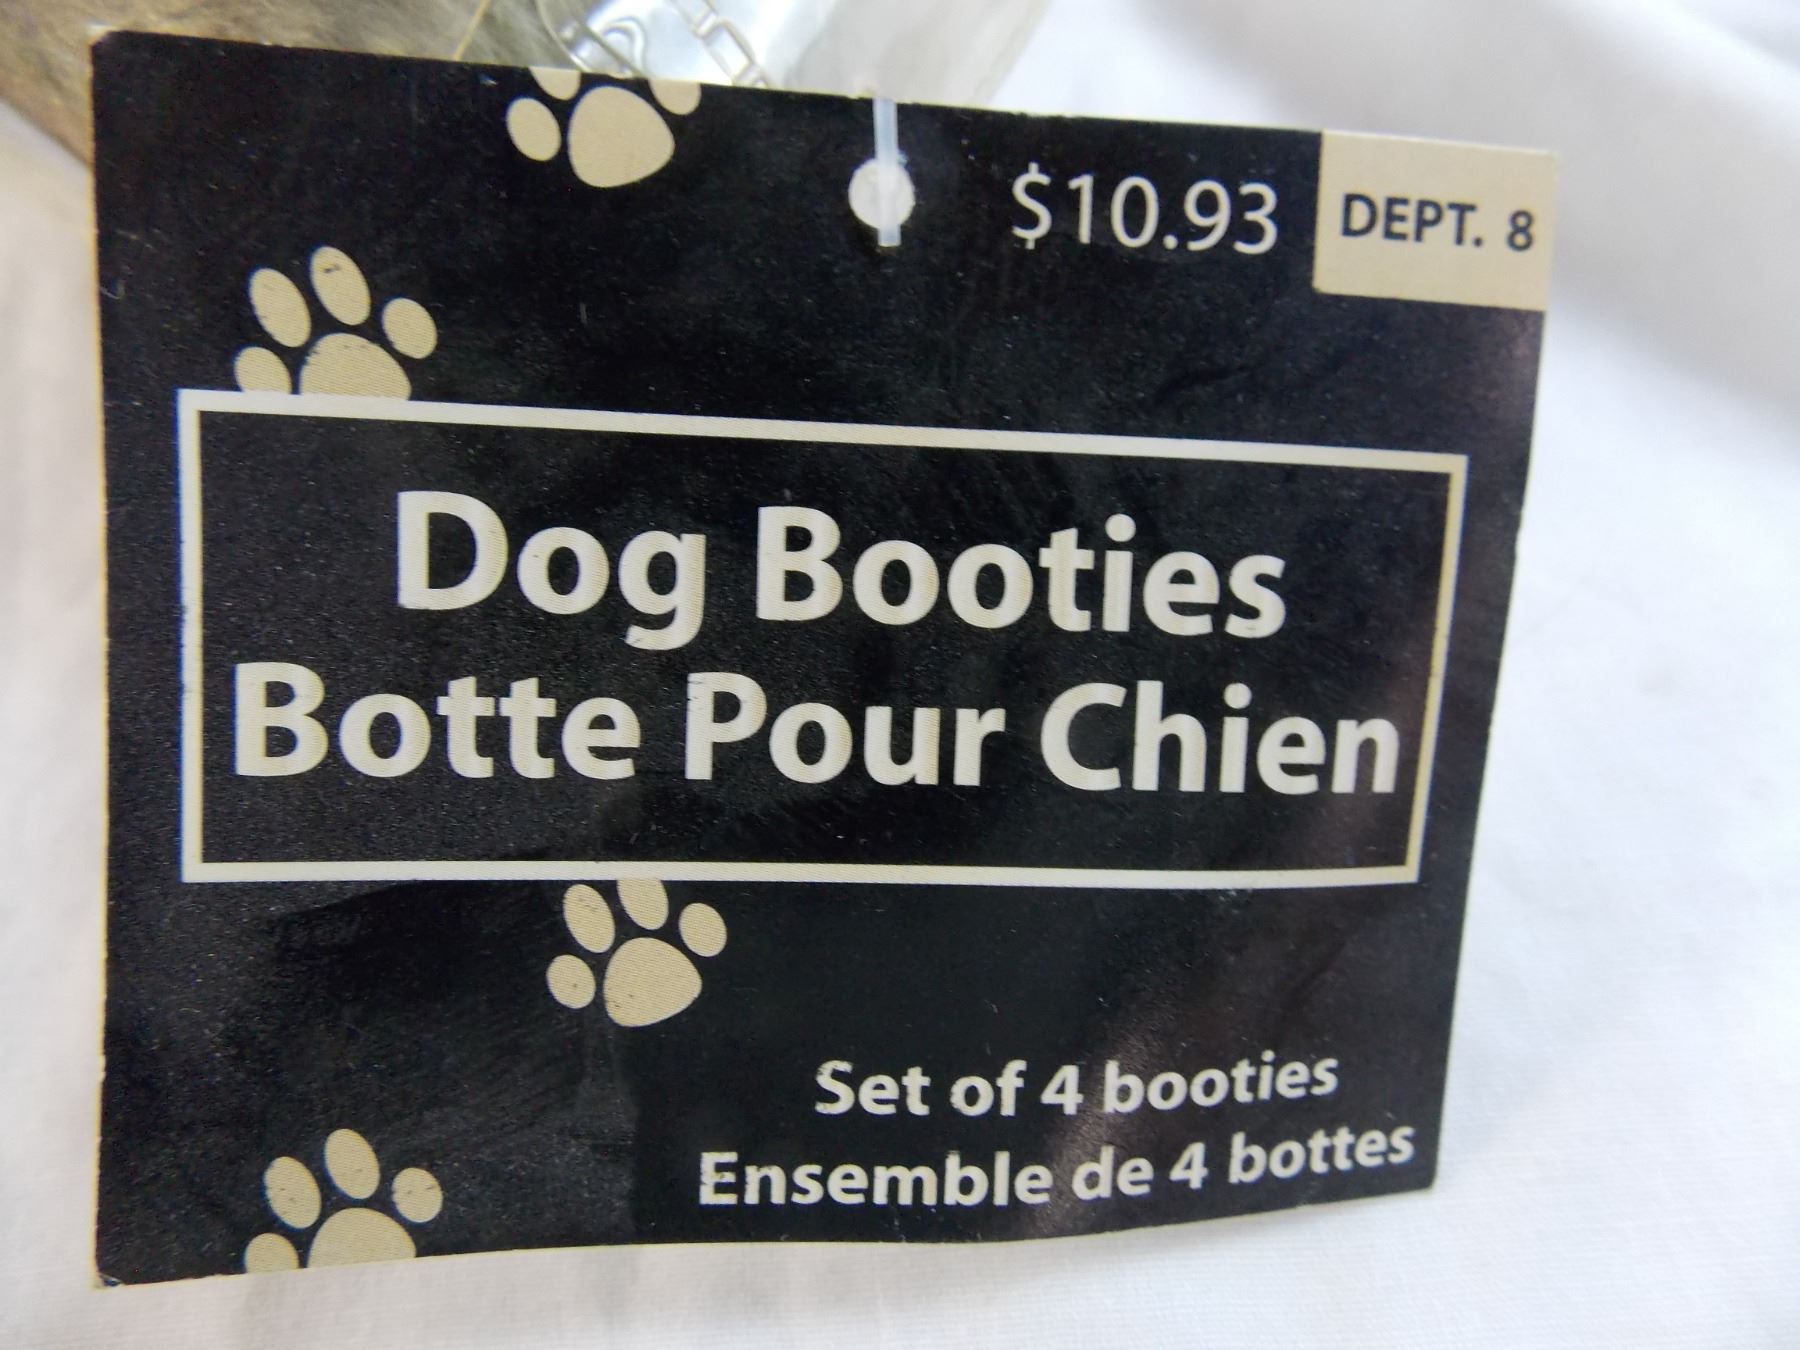 $10.93 DEPT. 8
Dog Booties
Botte Pour Chien
Set of 4 booties
Ensemble de 4 bottes